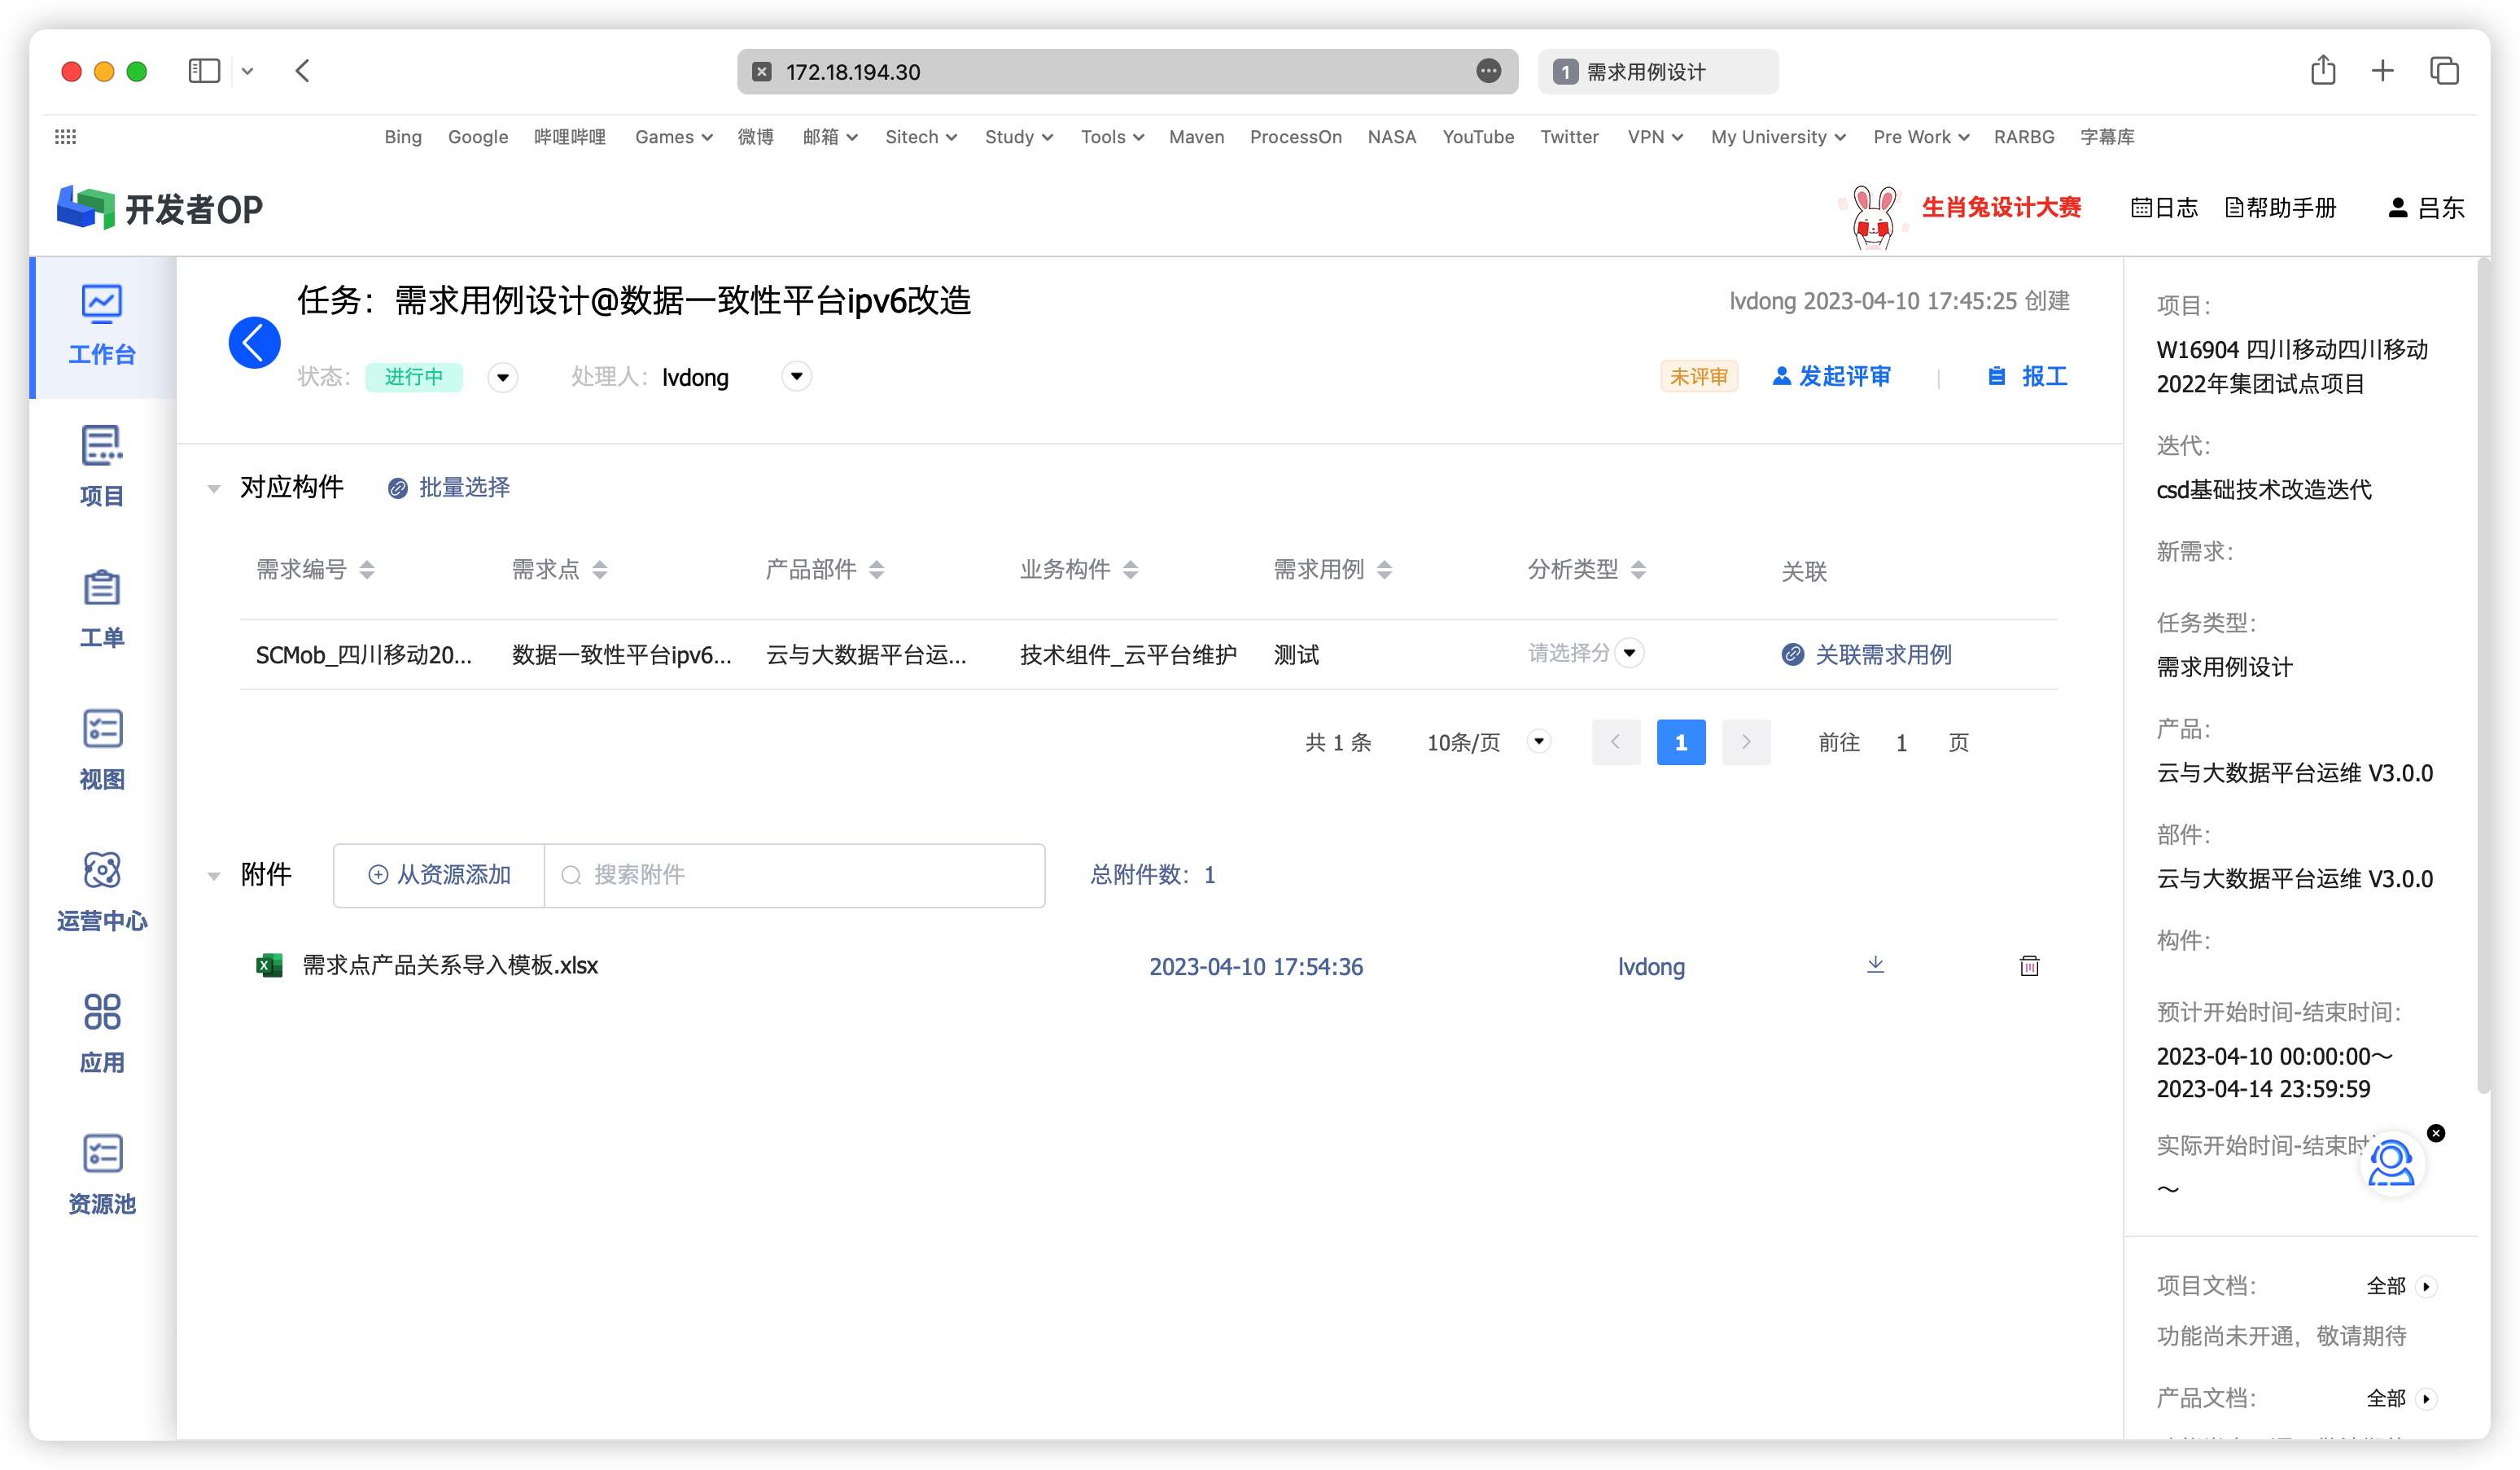 172.18.194.30
1 需求用例设计
Bing Google 哔哩哔哩 Games 微博 邮箱 Sitech Study Tools Maven ProcessOn NASA YouTube Twitter VPN My University Pre Work RARBG 字幕库
开发者OP
生肖兔设计大赛 日志 帮助手册 吕东
工作台
项目
工单
视图
运营中心
应用
资源池
任务：需求用例设计@数据一致性平台ipv6改造
lvdong 2023-04-10 17:45:25 创建
状态： 进行中 处理人： lvdong
未评审 发起评审 报工
对应构件 批量选择
需求编号 需求点 产品部件 业务构件 需求用例 分析类型 关联
SCMob_四川移动20... 数据一致性平台ipv6... 云与大数据平台运... 技术组件_云平台维护 测试 请选择分 关联需求用例
共 1 条 10条/页 1 前往 1 页
附件 从资源添加 搜索附件 总附件数：1
需求点产品关系导入模板.xlsx 2023-04-10 17:54:36 lvdong
项目：
W16904 四川移动四川移动
2022年集团试点项目
迭代：
csd基础技术改造迭代
新需求：
任务类型：
需求用例设计
产品：
云与大数据平台运维 V3.0.0
部件：
云与大数据平台运维 V3.0.0
构件：
预计开始时间-结束时间：
2023-04-10 00:00:00～
2023-04-14 23:59:59
实际开始时间-结束时
～
项目文档： 全部
功能尚未开通，敬请期待
产品文档： 全部